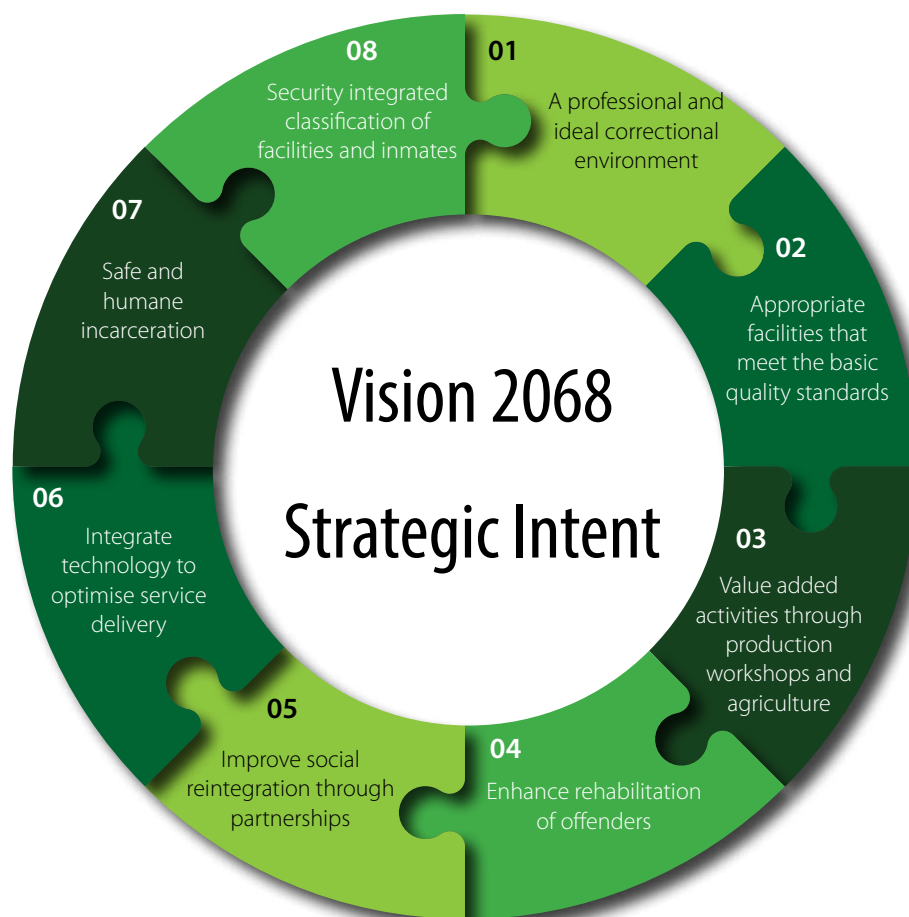 Vision 2068
Strategic Intent
01
A professional and
ideal correctional
environment
02
Appropriate
facilities that
meet the basic
quality standards
03
Value added
activities through
production
workshops and
agriculture
04
Enhance rehabilitation
of offenders
05
Improve social
reintegration through
partnerships
06
Integrate
technology to
optimise service
delivery
07
Safe and
humane
incarceration
08
Security integrated
classification of
facilities and inmates